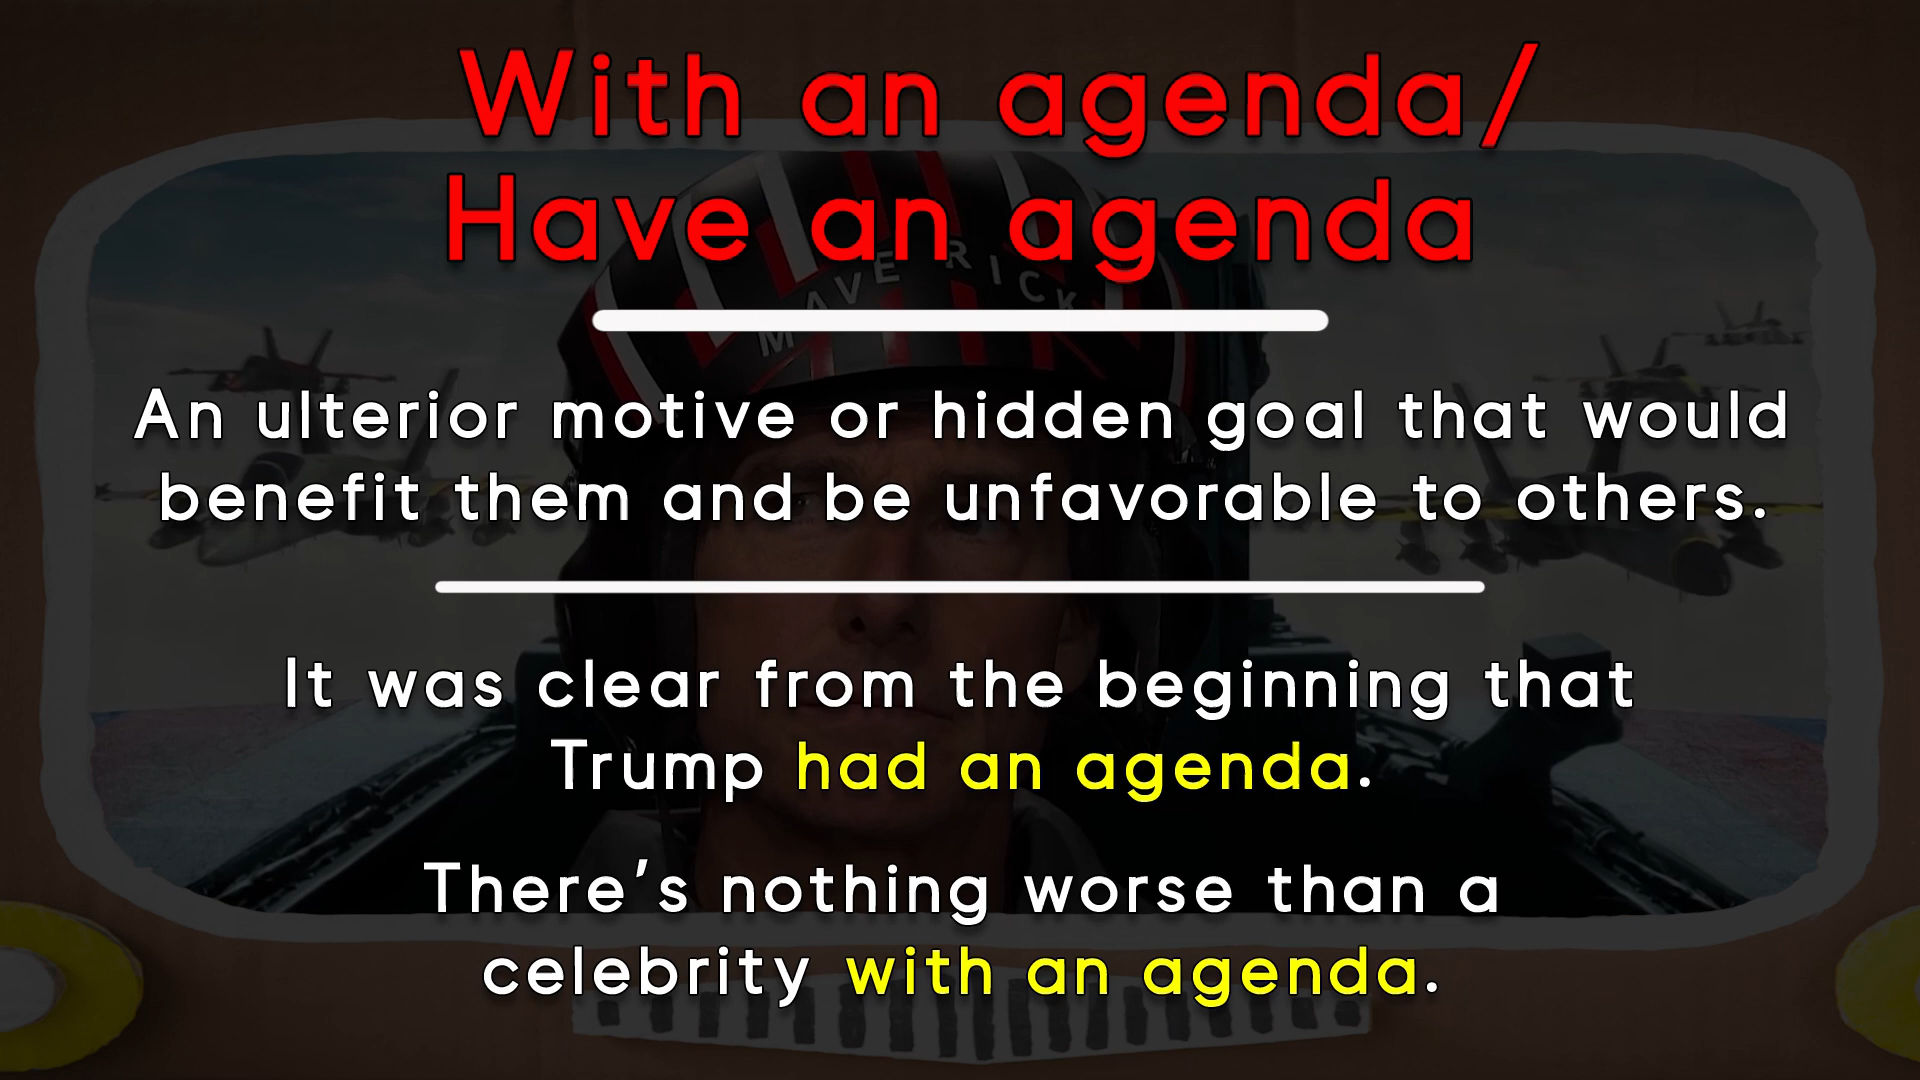 With an agenda/
Have an agenda
MAVERICK
An ulterior motive or hidden goal that would
benefit them and be unfavorable to others.
It was clear from the beginning that
Trump had an agenda.
There's nothing worse than a
celebrity with an agenda.